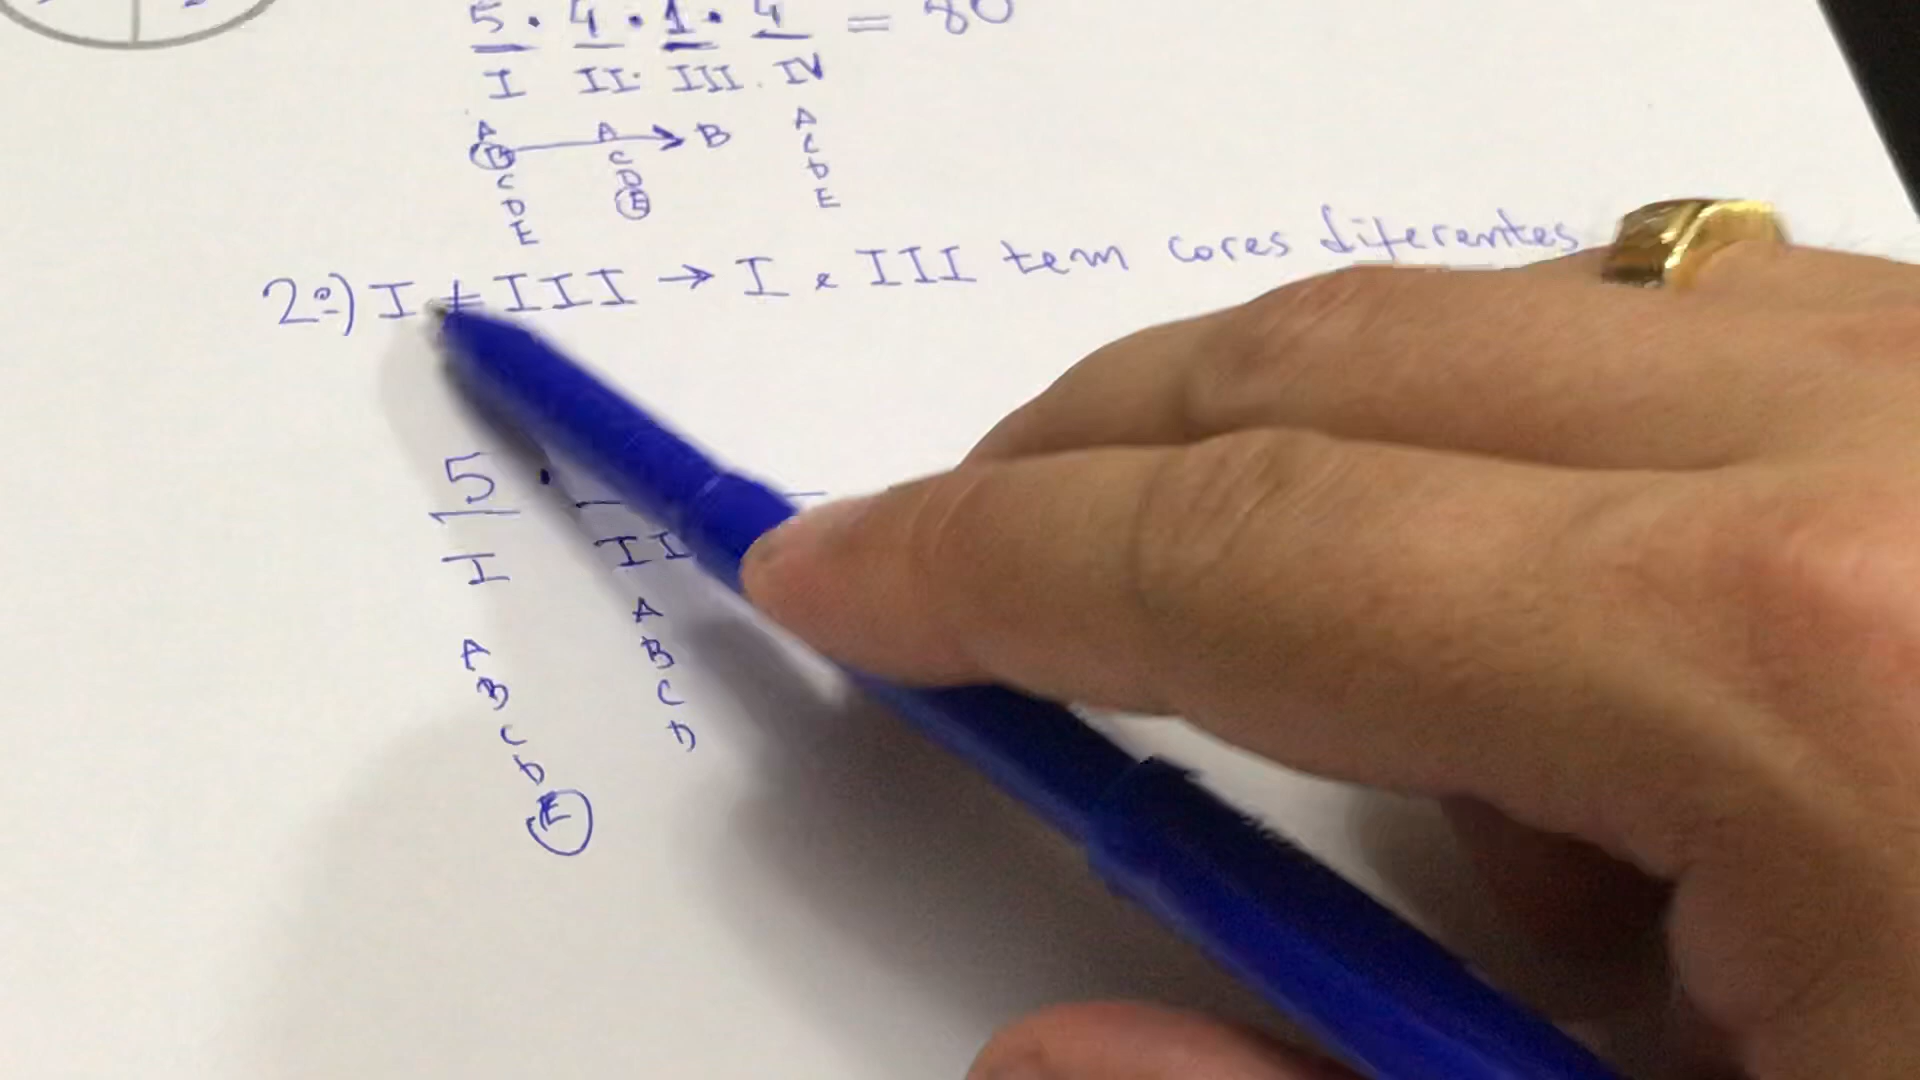 5 . 4 . 1 . 4 = 80
I II. III. IV
A A B A
B C C
C D D
D E E
E
2º) I ≠ III → I e III tem cores diferentes
5 .
I II
A A
B B
C C
D D
E